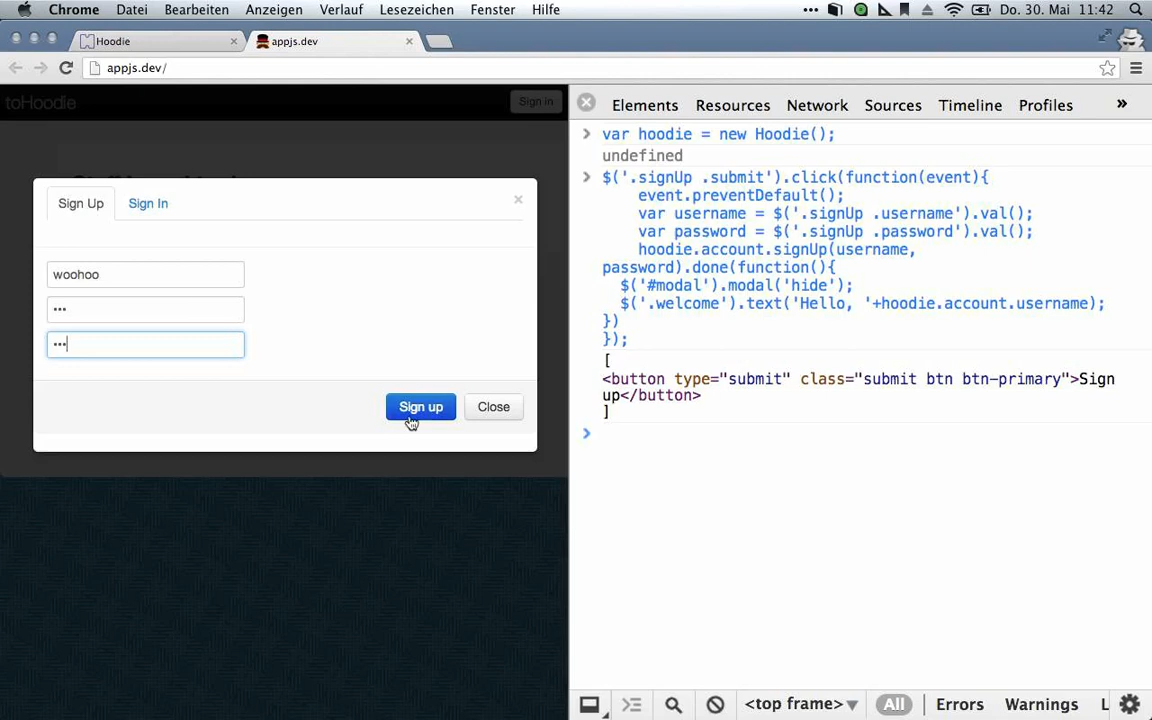 Chrome Datei Bearbeiten Anzeigen Verlauf Lesezeichen Fenster Hilfe Do. 30. Mai 11:42
Hoodie × appjs.dev ×
appjs.dev/
toHoodie Sign in
Sign Up Sign In ×
woohoo
•••
•••
Sign up Close
Elements Resources Network Sources Timeline Profiles »
> var hoodie = new Hoodie();
undefined
> $('.signUp .submit').click(function(event){
event.preventDefault();
var username = $('.signUp .username').val();
var password = $('.signUp .password').val();
hoodie.account.signUp(username,
password).done(function(){
$('#modal').modal('hide');
$('.welcome').text('Hello, '+hoodie.account.username);
})
});
[
<button type="submit" class="submit btn btn-primary">Sign
up</button>
]
>
<top frame> ▼ All Errors Warnings L